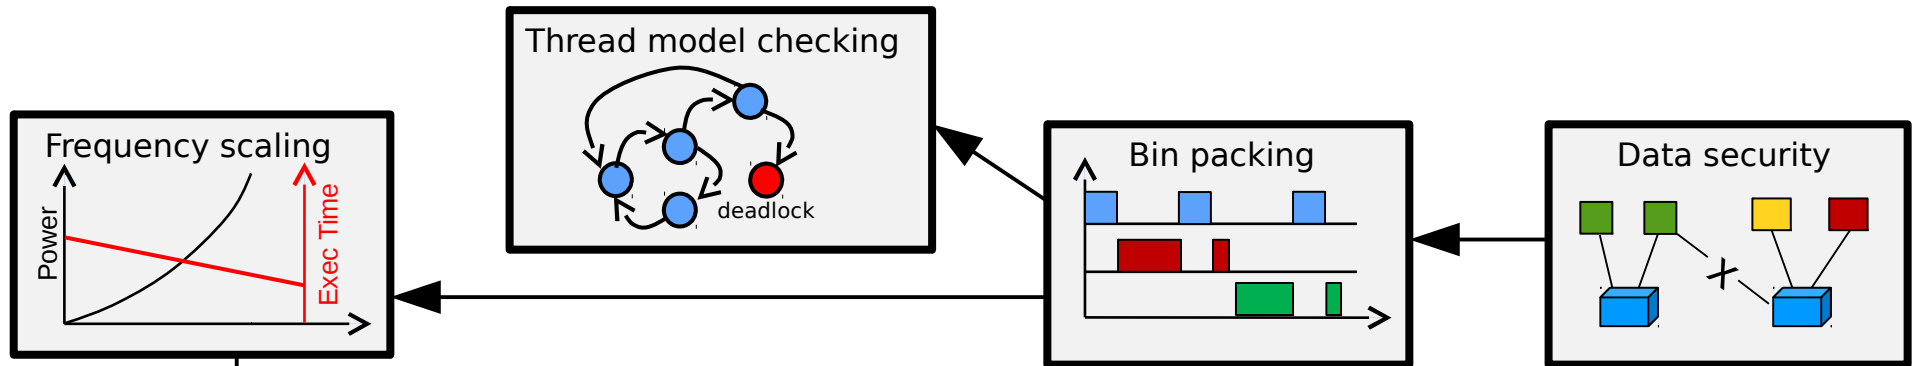 Thread model checking
deadlock
Frequency scaling
Power
Exec Time
Bin packing
Data security
X